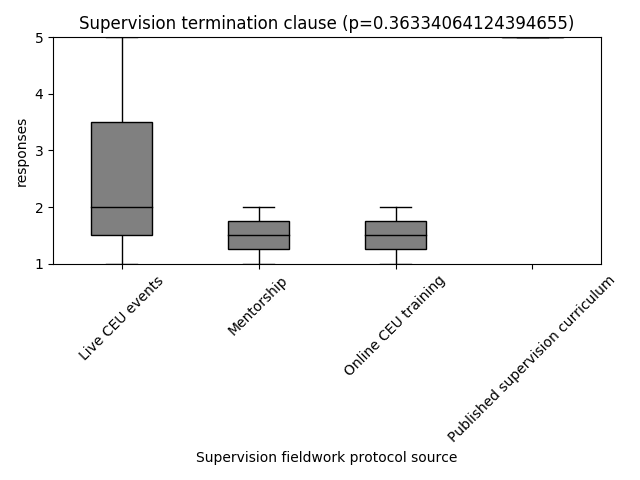 Supervision termination clause (p=0.36334064124394655)
5
4
3
2
1
responses
Live CEU events
Mentorship
Online CEU training
Published supervision curriculum
Supervision fieldwork protocol source